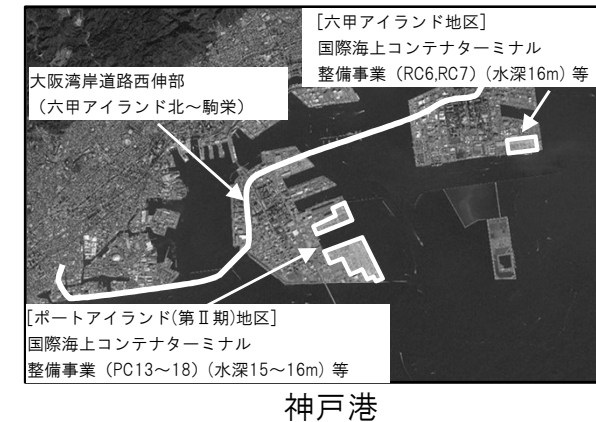 [六甲アイランド地区]
国際海上コンテナターミナル
整備事業（RC6,RC7）(水深16m) 等
大阪湾岸道路西伸部
（六甲アイランド北～駒栄）
[ポートアイランド(第Ⅱ期)地区]
国際海上コンテナターミナル
整備事業（PC13～18）(水深15～16m) 等
神戸港